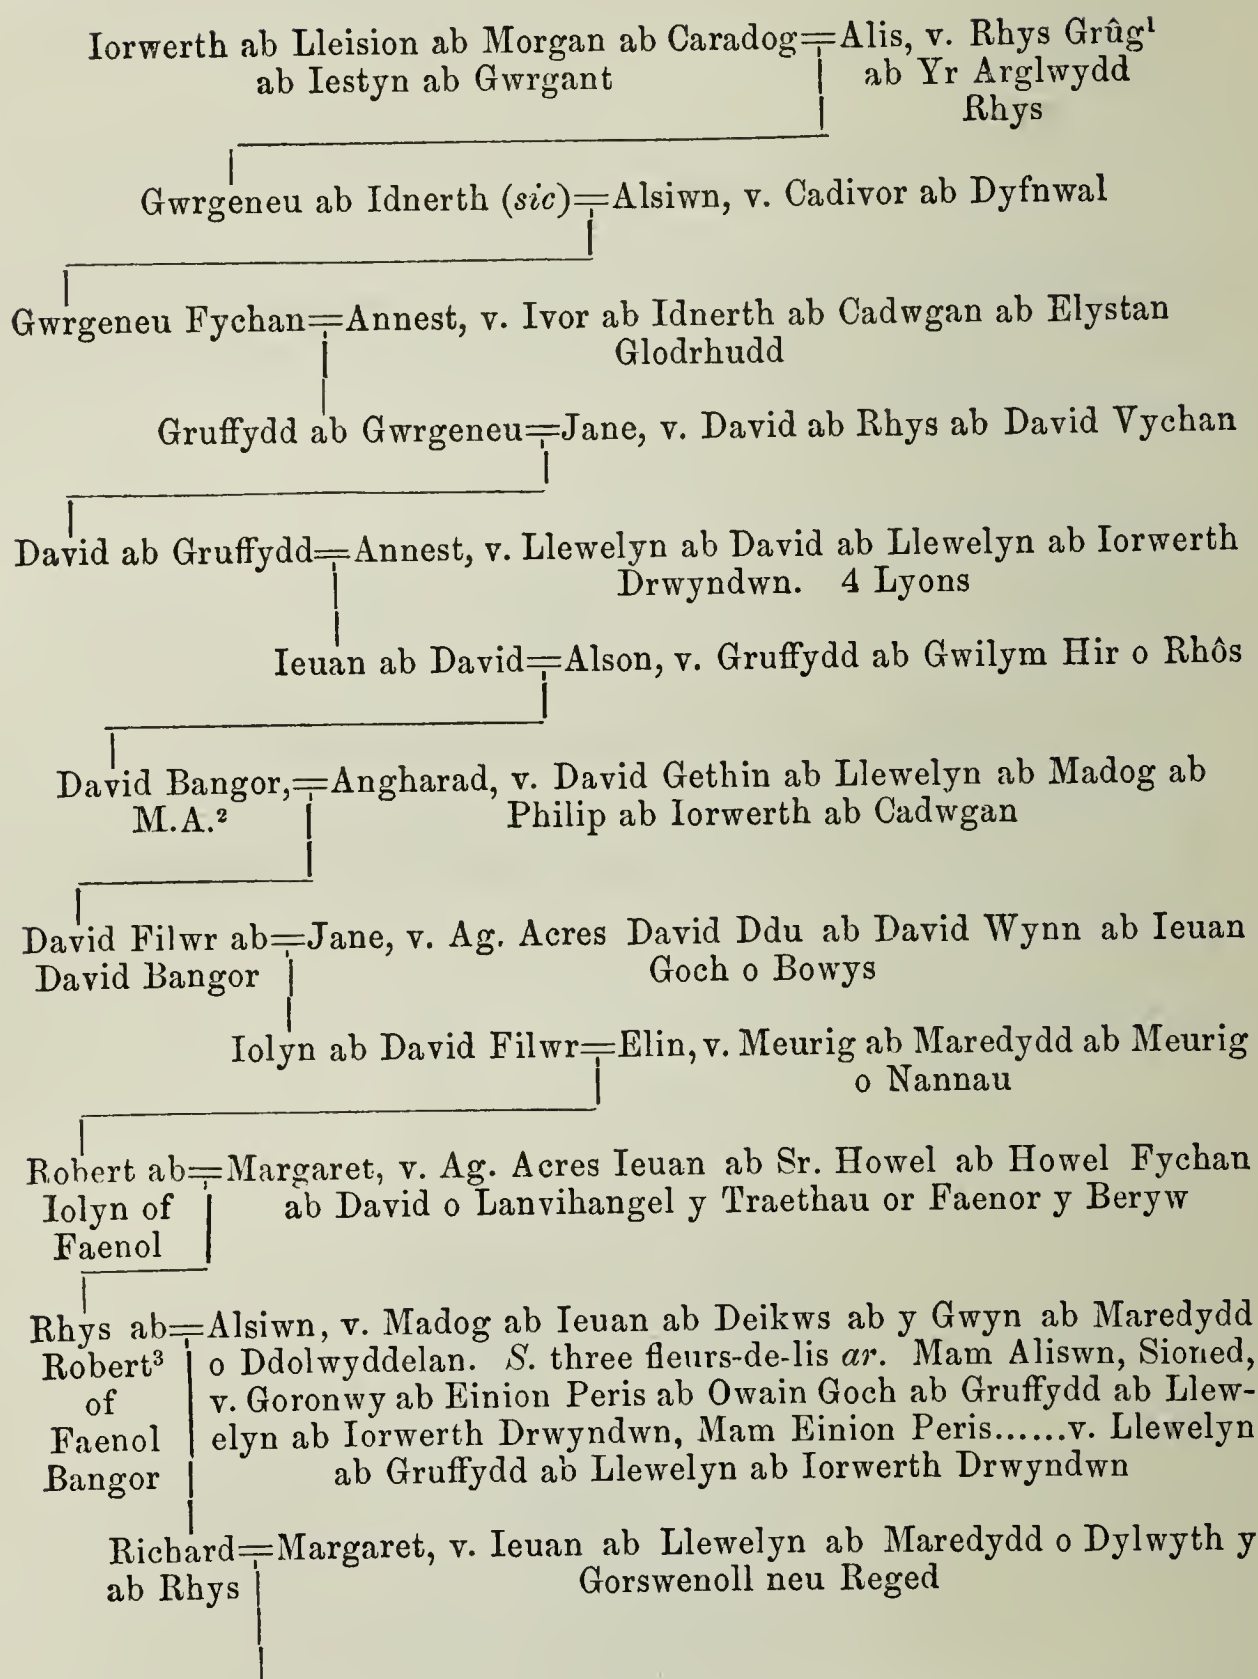 Iorwerth ab Lleision ab Morgan ab Caradog=Alis, v. Rhys Grûg¹
ab Iestyn ab Gwrgant ab Yr Arglwydd
Rhys
Gwrgeneu ab Idnerth (sic)=Alsiwn, v. Cadivor ab Dyfnwal
Gwrgeneu Fychan=Annest, v. Ivor ab Idnerth ab Cadwgan ab Elystan
Glodrhudd
Gruffydd ab Gwrgeneu=Jane, v. David ab Rhys ab David Vychan
David ab Gruffydd=Annest, v. Llewelyn ab David ab Llewelyn ab Iorwerth
Drwyndwn. 4 Lyons
Ieuan ab David=Alson, v. Gruffydd ab Gwilym Hir o Rhôs
David Bangor,=Angharad, v. David Gethin ab Llewelyn ab Madog ab
M.A.² Philip ab Iorwerth ab Cadwgan
David Filwr ab=Jane, v. Ag. Acres David Ddu ab David Wynn ab Ieuan
David Bangor Goch o Bowys
Iolyn ab David Filwr=Elin, v. Meurig ab Maredydd ab Meurig
o Nannau
Robert ab=Margaret, v. Ag. Acres Ieuan ab Sr. Howel ab Howel Fychan
Iolyn of ab David o Lanvihangel y Traethau or Faenor y Beryw
Faenol
Rhys ab=Alsiwn, v. Madog ab Ieuan ab Deikws ab y Gwyn ab Maredydd
Robert³ o Ddolwyddelan. S. three fleurs-de-lis ar. Mam Aliswn, Sioned,
of v. Goronwy ab Einion Peris ab Owain Goch ab Gruffydd ab Llew-
Faenol elyn ab Iorwerth Drwyndwn, Mam Einion Peris......v. Llewelyn
Bangor ab Gruffydd ab Llewelyn ab Iorwerth Drwyndwn
Richard=Margaret, v. Ieuan ab Llewelyn ab Maredydd o Dylwyth y
ab Rhys Gorswenoll neu Reged